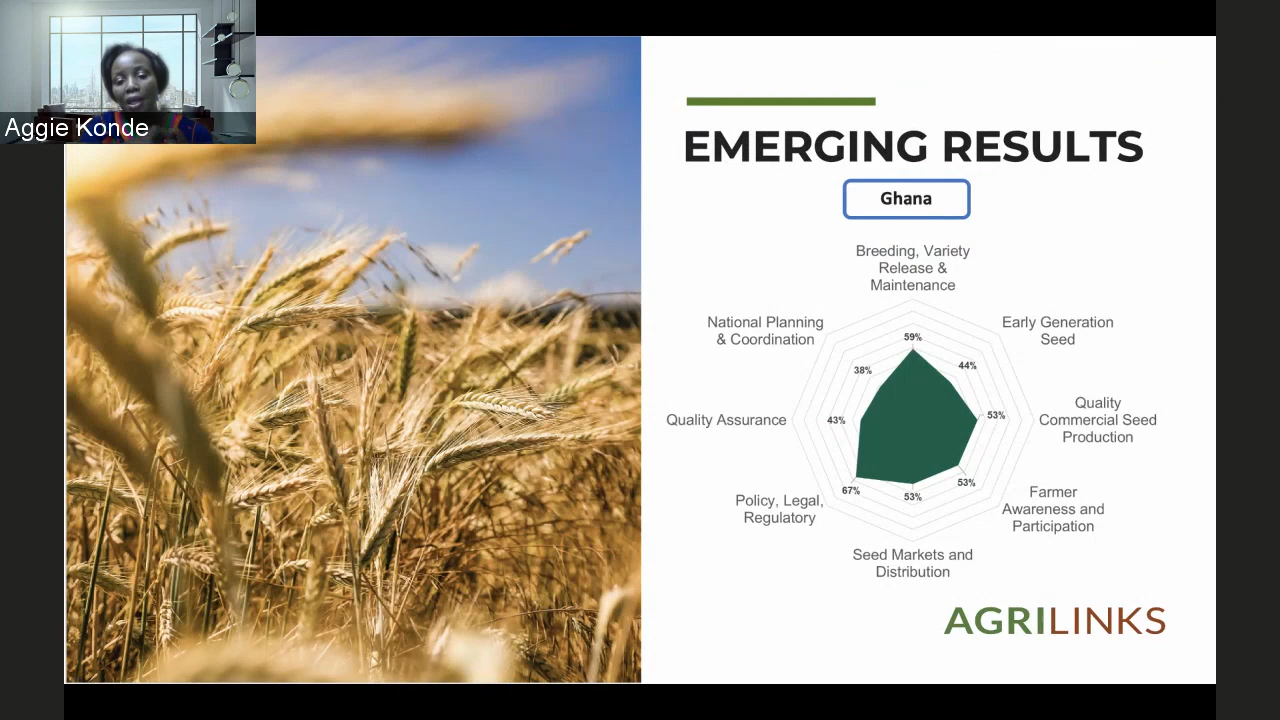 Aggie Konde
EMERGING RESULTS
Ghana
Breeding, Variety
Release &
Maintenance
National Planning
& Coordination
Early Generation
Seed
59%
38%
44%
Quality Assurance
43%
53%
Quality
Commercial Seed
Production
67%
53%
53%
Policy, Legal,
Regulatory
Farmer
Awareness and
Participation
Seed Markets and
Distribution
AGRILINKS